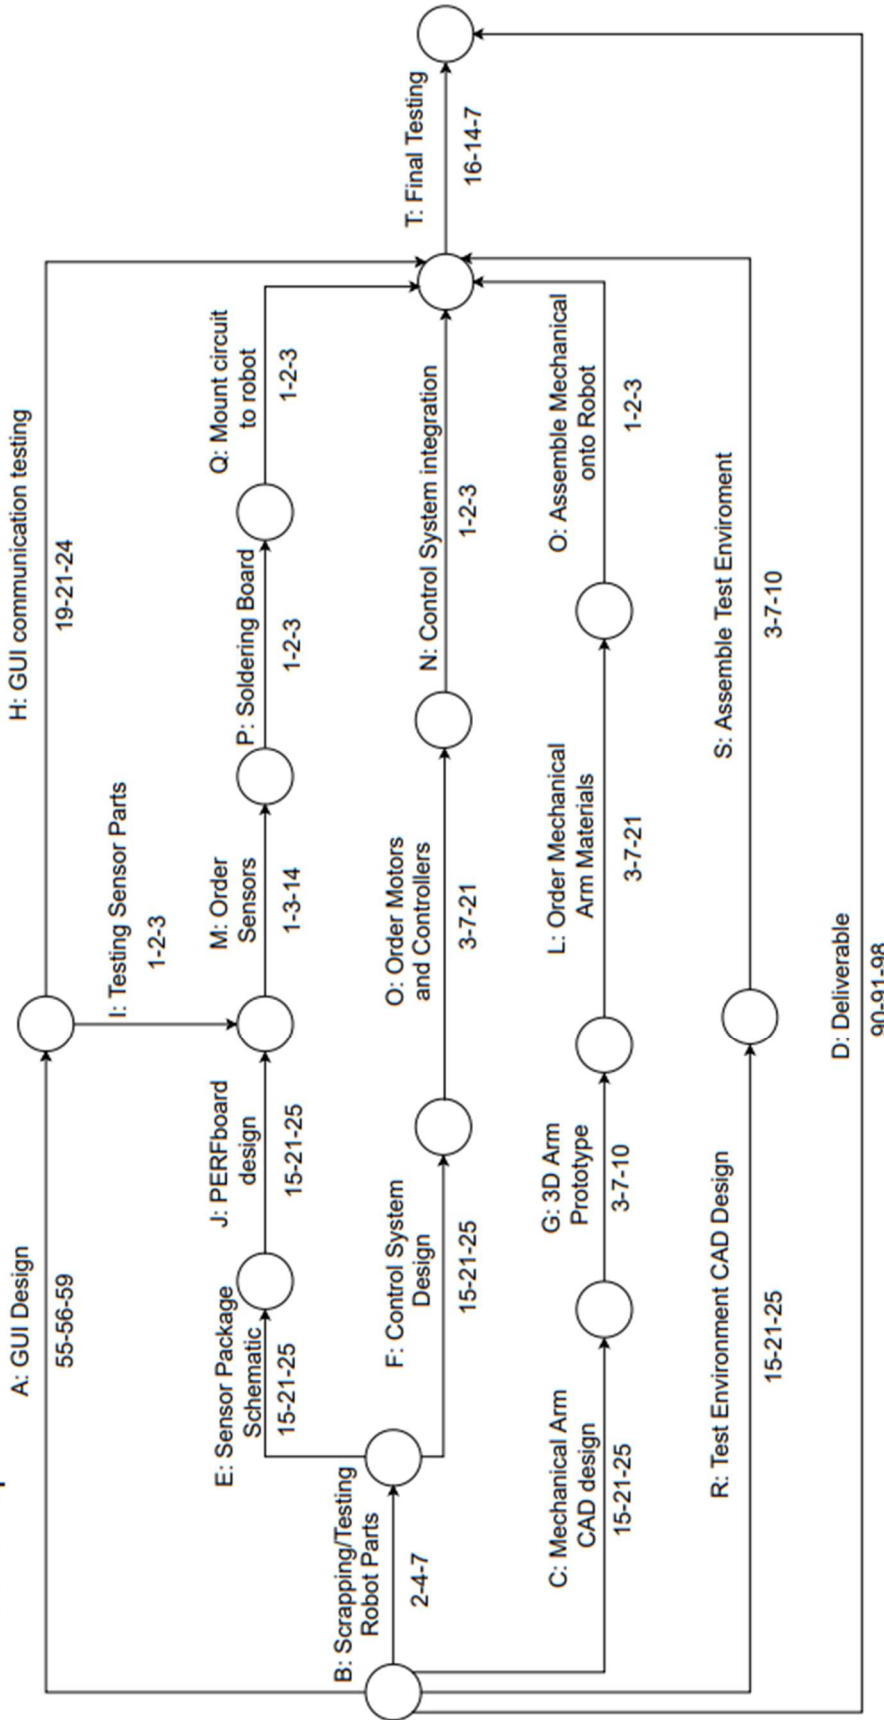 A: GUI Design
55-56-59
H: GUI communication testing
19-21-24
I: Testing Sensor Parts
1-2-3
E: Sensor Package
Schematic
15-21-25
J: PERFboard
design
15-21-25
M: Order
Sensors
1-3-14
P: Soldering Board
1-2-3
Q: Mount circuit
to robot
1-2-3
B: Scrapping/Testing
Robot Parts
2-4-7
F: Control System
Design
15-21-25
O: Order Motors
and Controllers
3-7-21
N: Control System integration
1-2-3
T: Final Testing
16-14-7
C: Mechanical Arm
CAD design
15-21-25
G: 3D Arm
Prototype
3-7-10
L: Order Mechanical
Arm Materials
3-7-21
O: Assemble Mechanical
onto Robot
1-2-3
R: Test Environment CAD Design
15-21-25
S: Assemble Test Enviroment
3-7-10
D: Deliverable
90-91-98